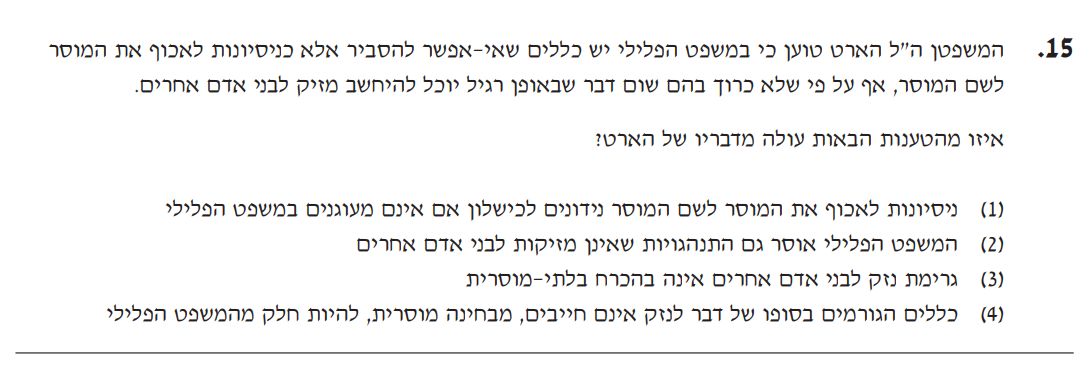 15. המשפטן ה"ל הארט טוען כי במשפט הפלילי יש כללים שאי-אפשר להסביר אלא כניסיונות לאכוף את המוסר
לשם המוסר, אף על פי שלא כרוך בהם שום דבר שבאופן רגיל יוכל להיחשב מזיק לבני אדם אחרים.
איזו מהטענות הבאות עולה מדבריו של הארט?
(1) ניסיונות לאכוף את המוסר לשם המוסר נידונים לכישלון אם אינם מעוגנים במשפט הפלילי
(2) המשפט הפלילי אוסר גם התנהגויות שאינן מזיקות לבני אדם אחרים
(3) גרימת נזק לבני אדם אחרים אינה בהכרח בלתי-מוסרית
(4) כללים הגורמים בסופו של דבר לנזק אינם חייבים, מבחינה מוסרית, להיות חלק מהמשפט הפלילי